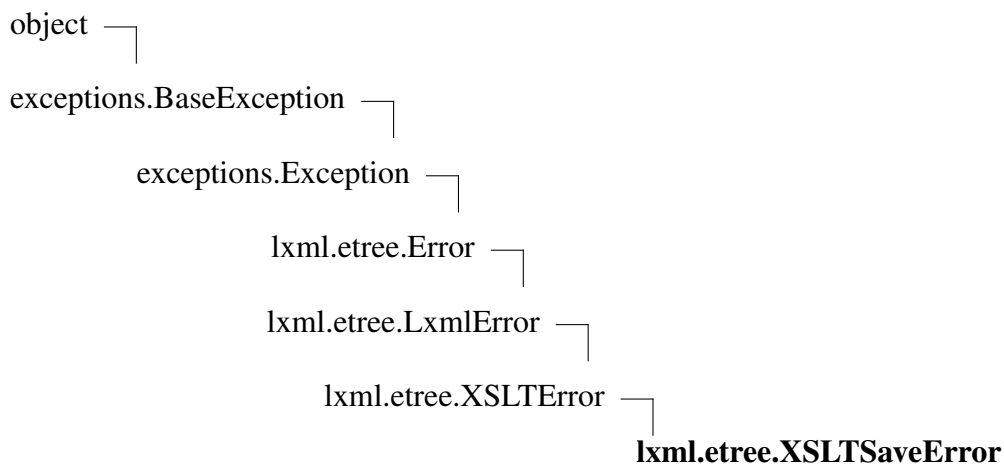 object
exceptions.BaseException
exceptions.Exception
lxml.etree.Error
lxml.etree.LxmlError
lxml.etree.XSLTError
lxml.etree.XSLTSaveError